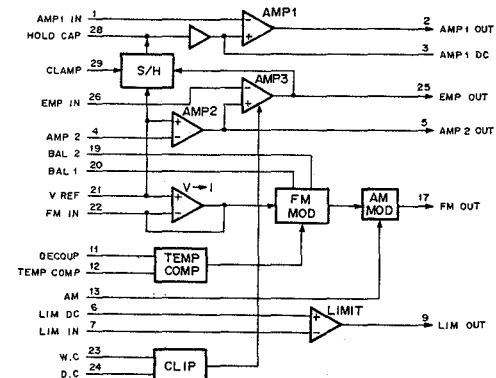 AMP1 IN 1
AMP1
2 AMP1 OUT
HOLD CAP 28
3 AMP1 DC
CLAMP 29
S/H
AMP3
25 EMP OUT
EMP IN 26
AMP2
5 AMP2 OUT
AMP 2 4
BAL 2 19
BAL 1 20
V REF 21
V→I
FM MOD
AM MOD
17 FM OUT
FM IN 22
DECOUP 11
TEMP COMP 12
TEMP COMP
AM 13
LIM DC 6
LIMIT
9 LIM OUT
LIM IN 7
W.C 23
CLIP
D.C 24